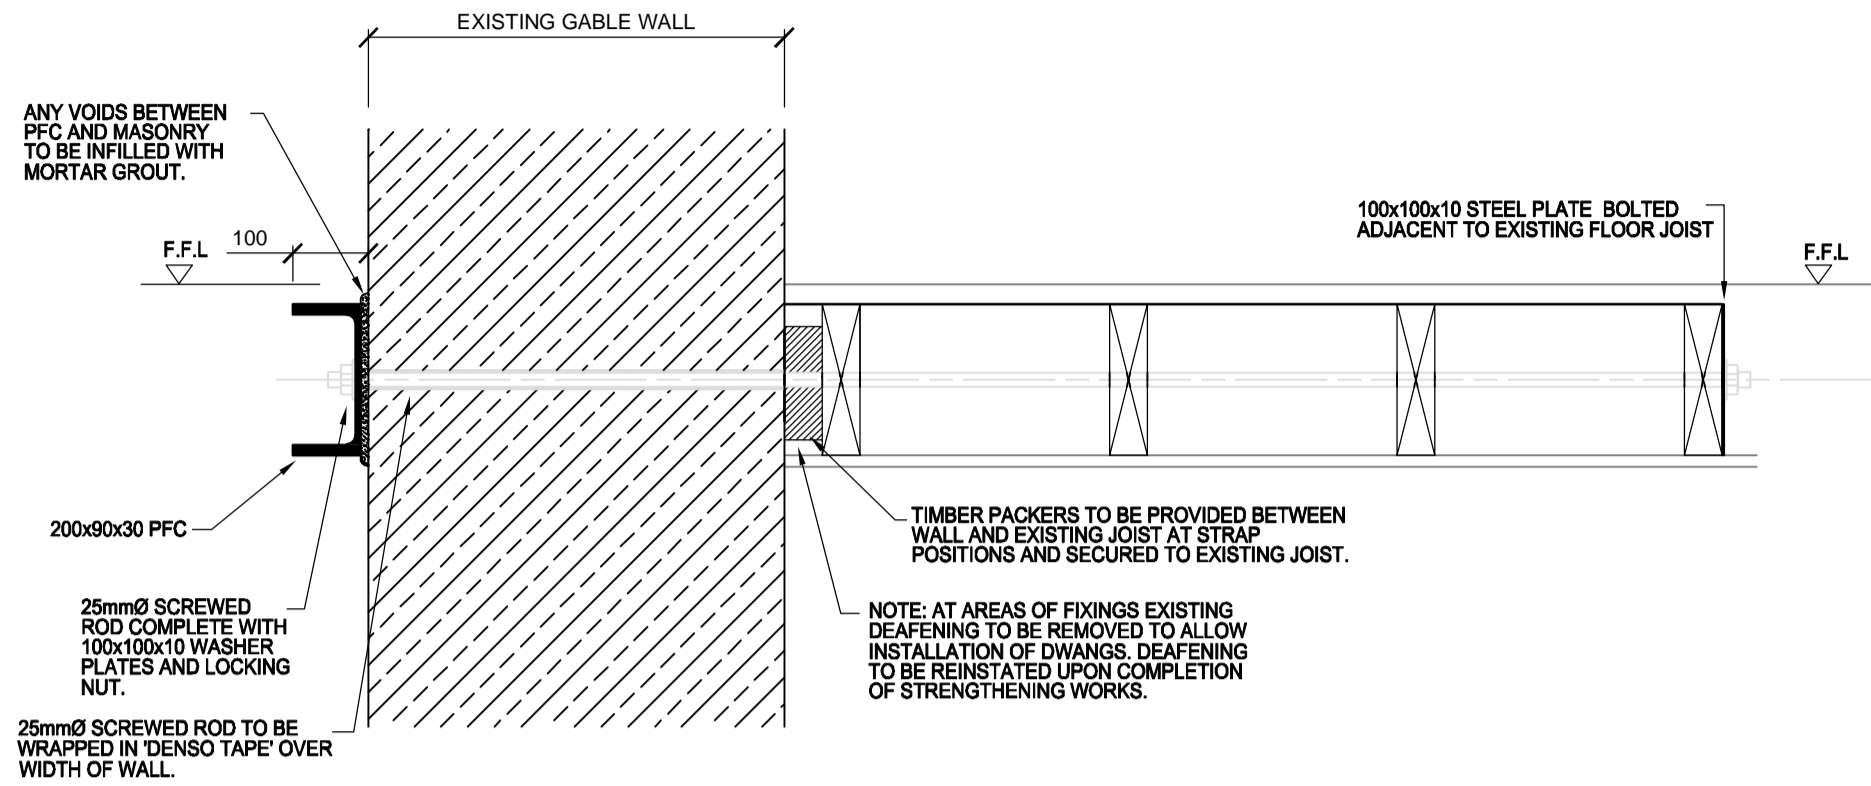 EXISTING GABLE WALL
ANY VOIDS BETWEEN
PFC AND MASONRY
TO BE INFILLED WITH
MORTAR GROUT.
100x100x10 STEEL PLATE BOLTED
ADJACENT TO EXISTING FLOOR JOIST
F.F.L
100
F.F.L
200x90x30 PFC
TIMBER PACKERS TO BE PROVIDED BETWEEN
WALL AND EXISTING JOIST AT STRAP
POSITIONS AND SECURED TO EXISTING JOIST.
25mmØ SCREWED
ROD COMPLETE WITH
100x100x10 WASHER
PLATES AND LOCKING
NUT.
NOTE: AT AREAS OF FIXINGS EXISTING
DEAFENING TO BE REMOVED TO ALLOW
INSTALLATION OF DWANGS. DEAFENING
TO BE REINSTATED UPON COMPLETION
OF STRENGTHENING WORKS.
25mmØ SCREWED ROD TO BE
WRAPPED IN 'DENSO TAPE' OVER
WIDTH OF WALL.